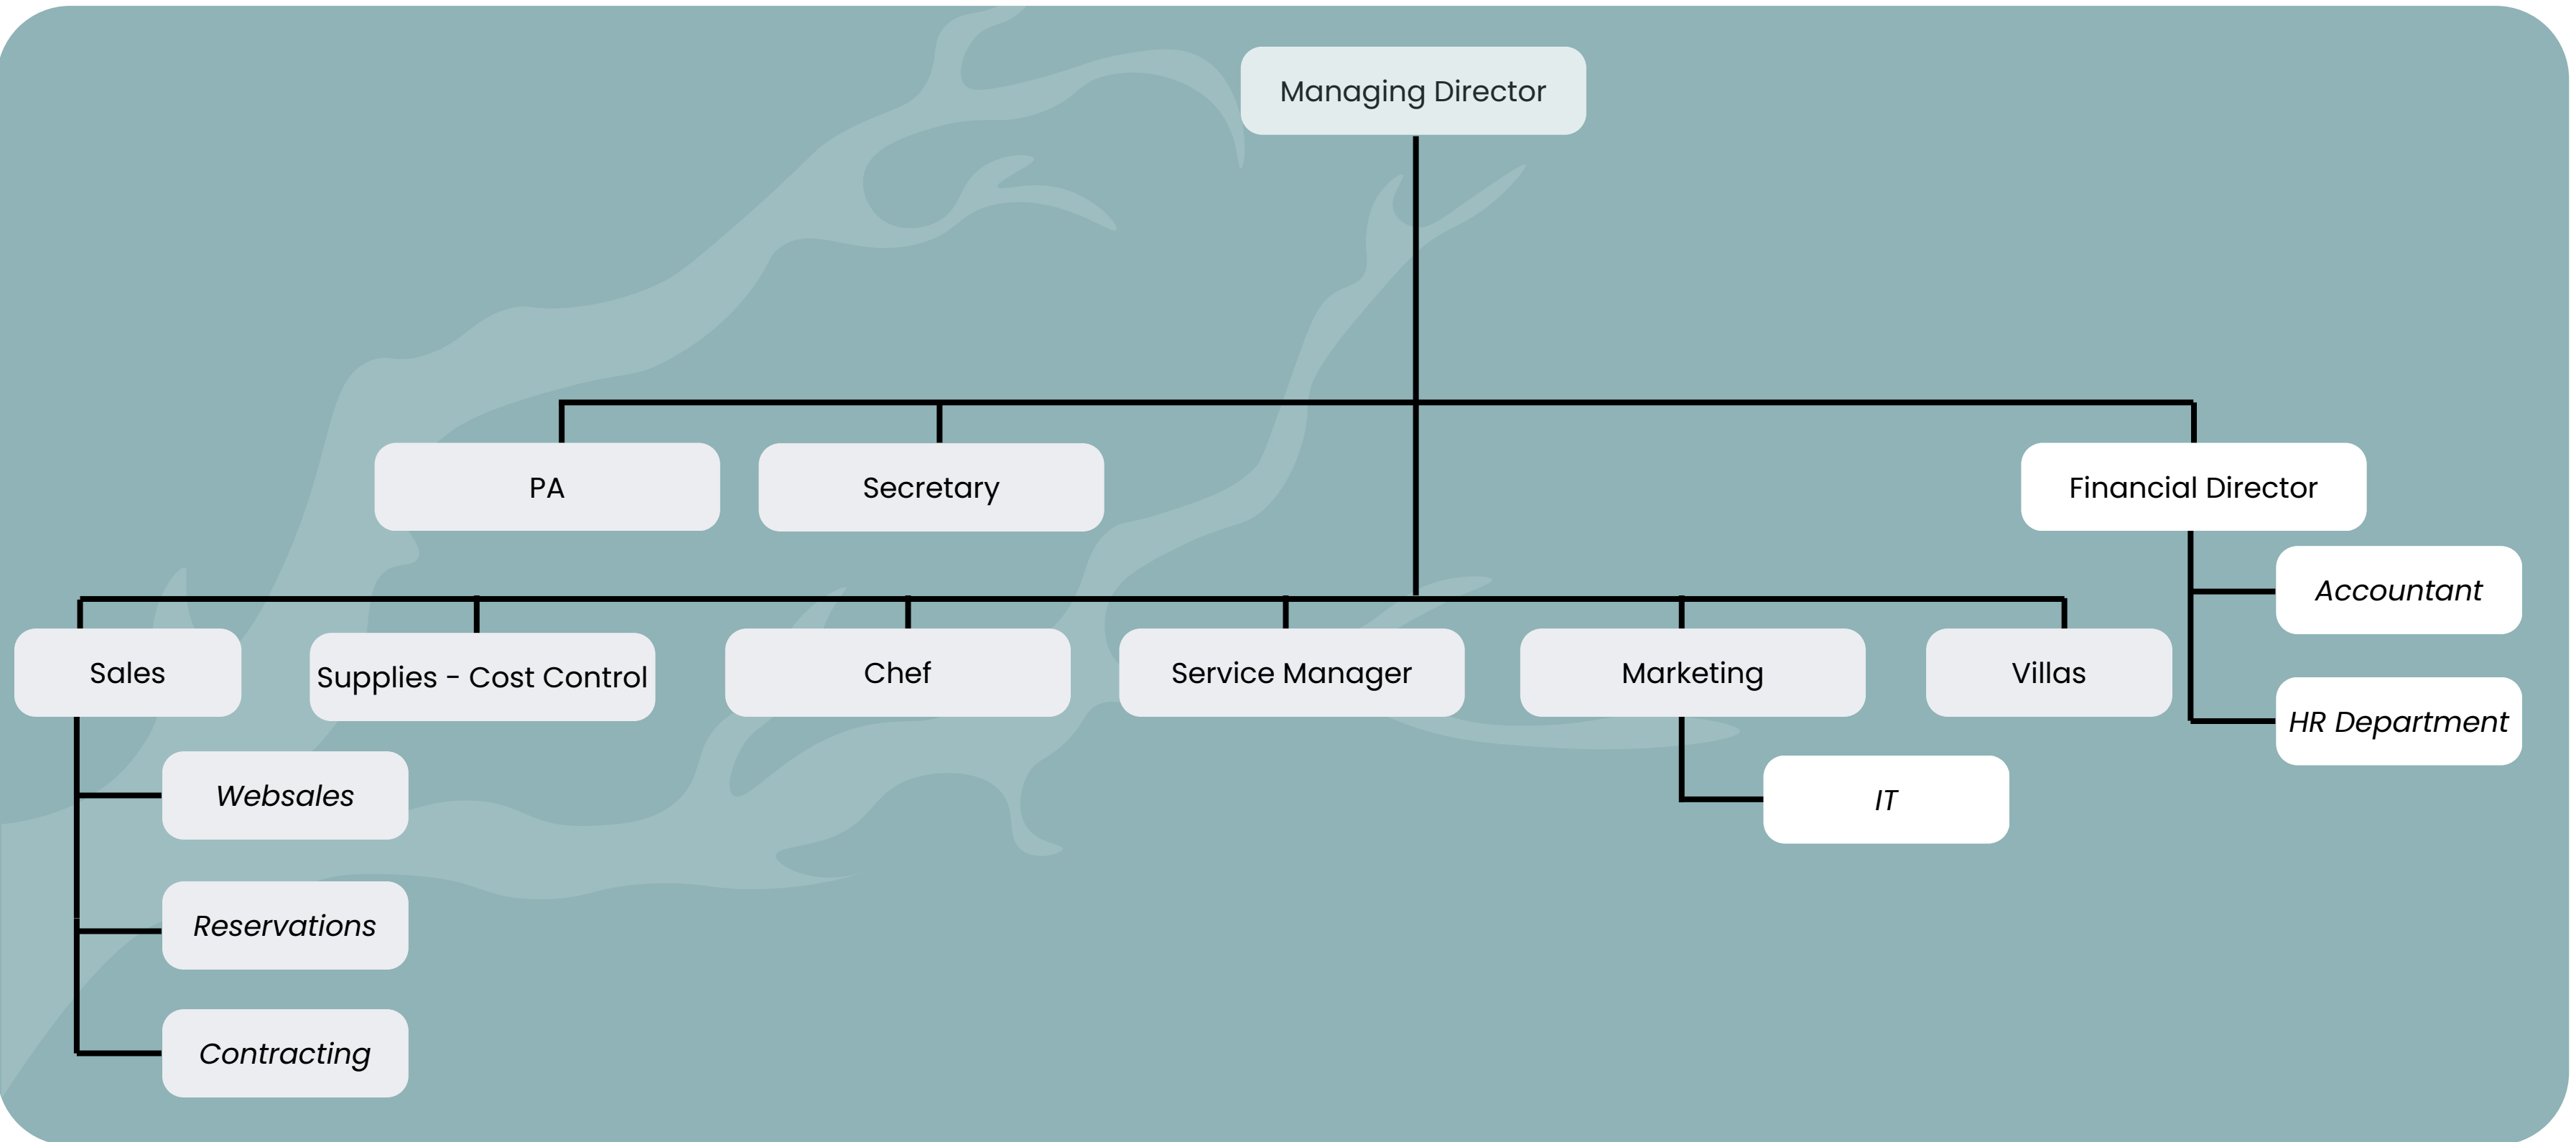 Managing Director
PA
Secretary
Financial Director
Accountant
HR Department
Sales
Supplies - Cost Control
Chef
Service Manager
Marketing
Villas
Websales
IT
Reservations
Contracting